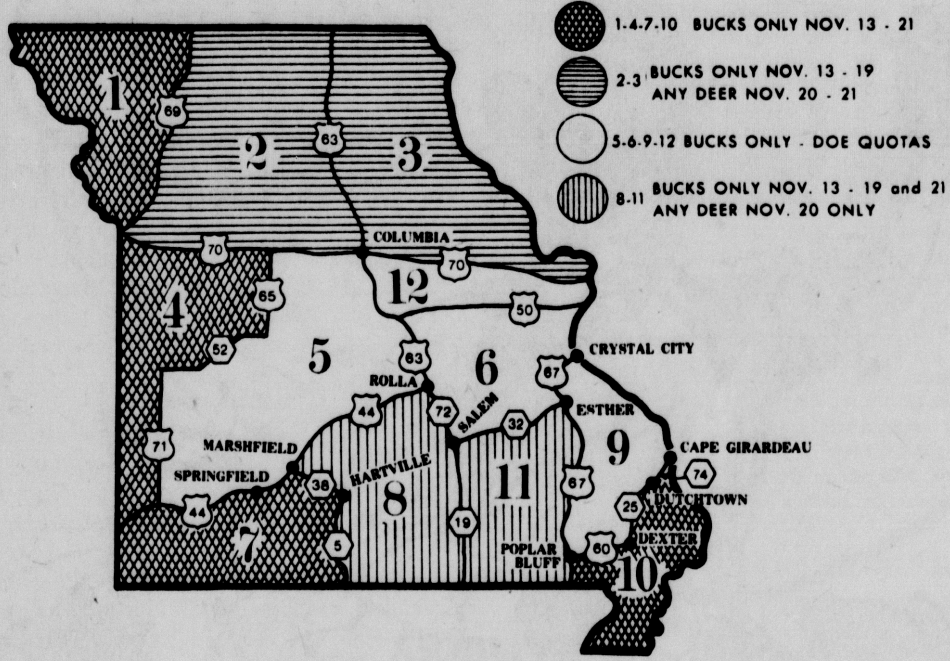 1-4-7-10 BUCKS ONLY NOV. 13 - 21
2-3 BUCKS ONLY NOV. 13 - 19
ANY DEER NOV. 20 - 21
5-6-9-12 BUCKS ONLY - DOE QUOTAS
8-11 BUCKS ONLY NOV. 13 - 19 and 21
ANY DEER NOV. 20 ONLY
1
69
2
63
3
COLUMBIA
70
70
12
65
50
4
52
5
63
6
67
CRYSTAL CITY
ROLLA
44
72
SALEM
32
ESTHER
71
MARSHFIELD
9
CAPE GIRARDEAU
74
SPRINGFIELD
38
HARTVILLE
8
11
67
DUTCHTOWN
44
7
5
19
25
POPLAR
BLUFF
60
DEXTER
10